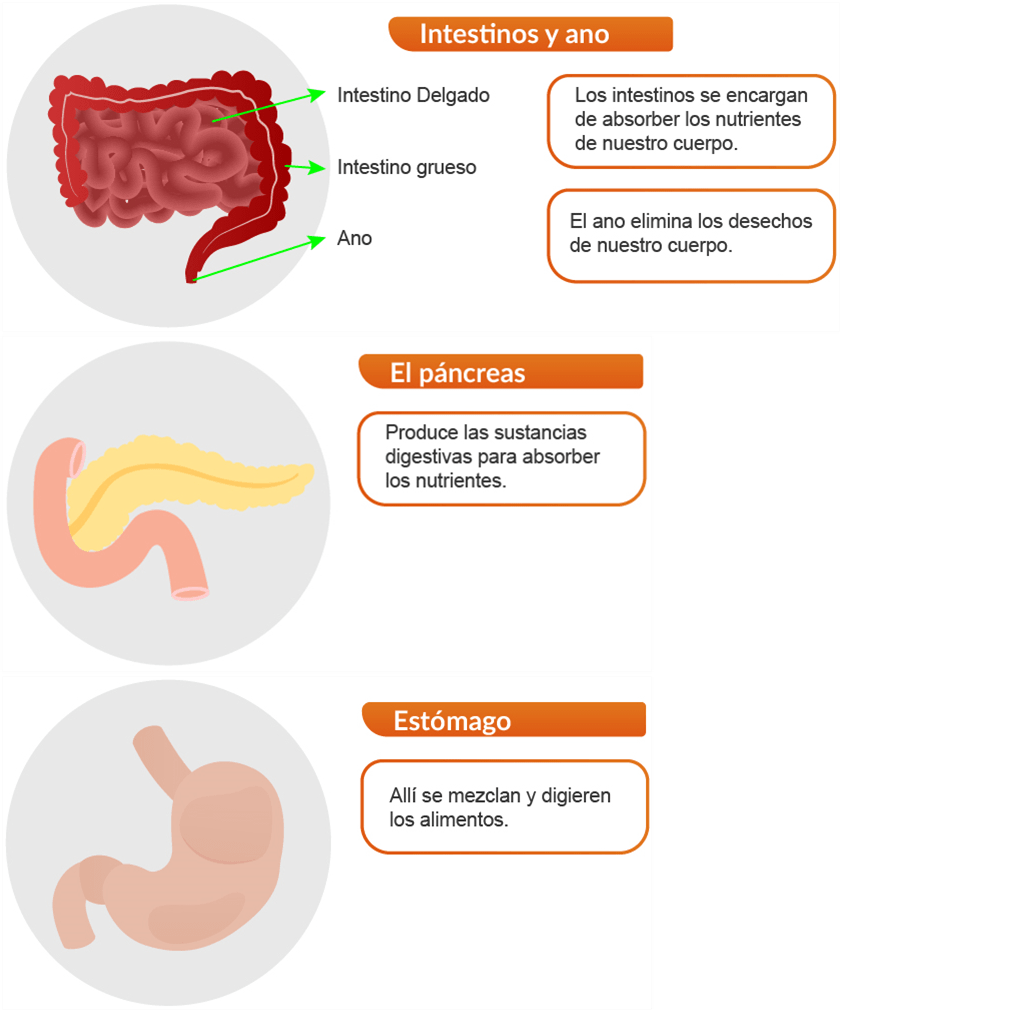 Intestinos y ano
Intestino Delgado
Intestino grueso
Ano
Los intestinos se encargan
de absorber los nutrientes
de nuestro cuerpo.
El ano elimina los desechos
de nuestro cuerpo.
El páncreas
Produce las sustancias
digestivas para absorber
los nutrientes.
Estómago
Allí se mezclan y digieren
los alimentos.